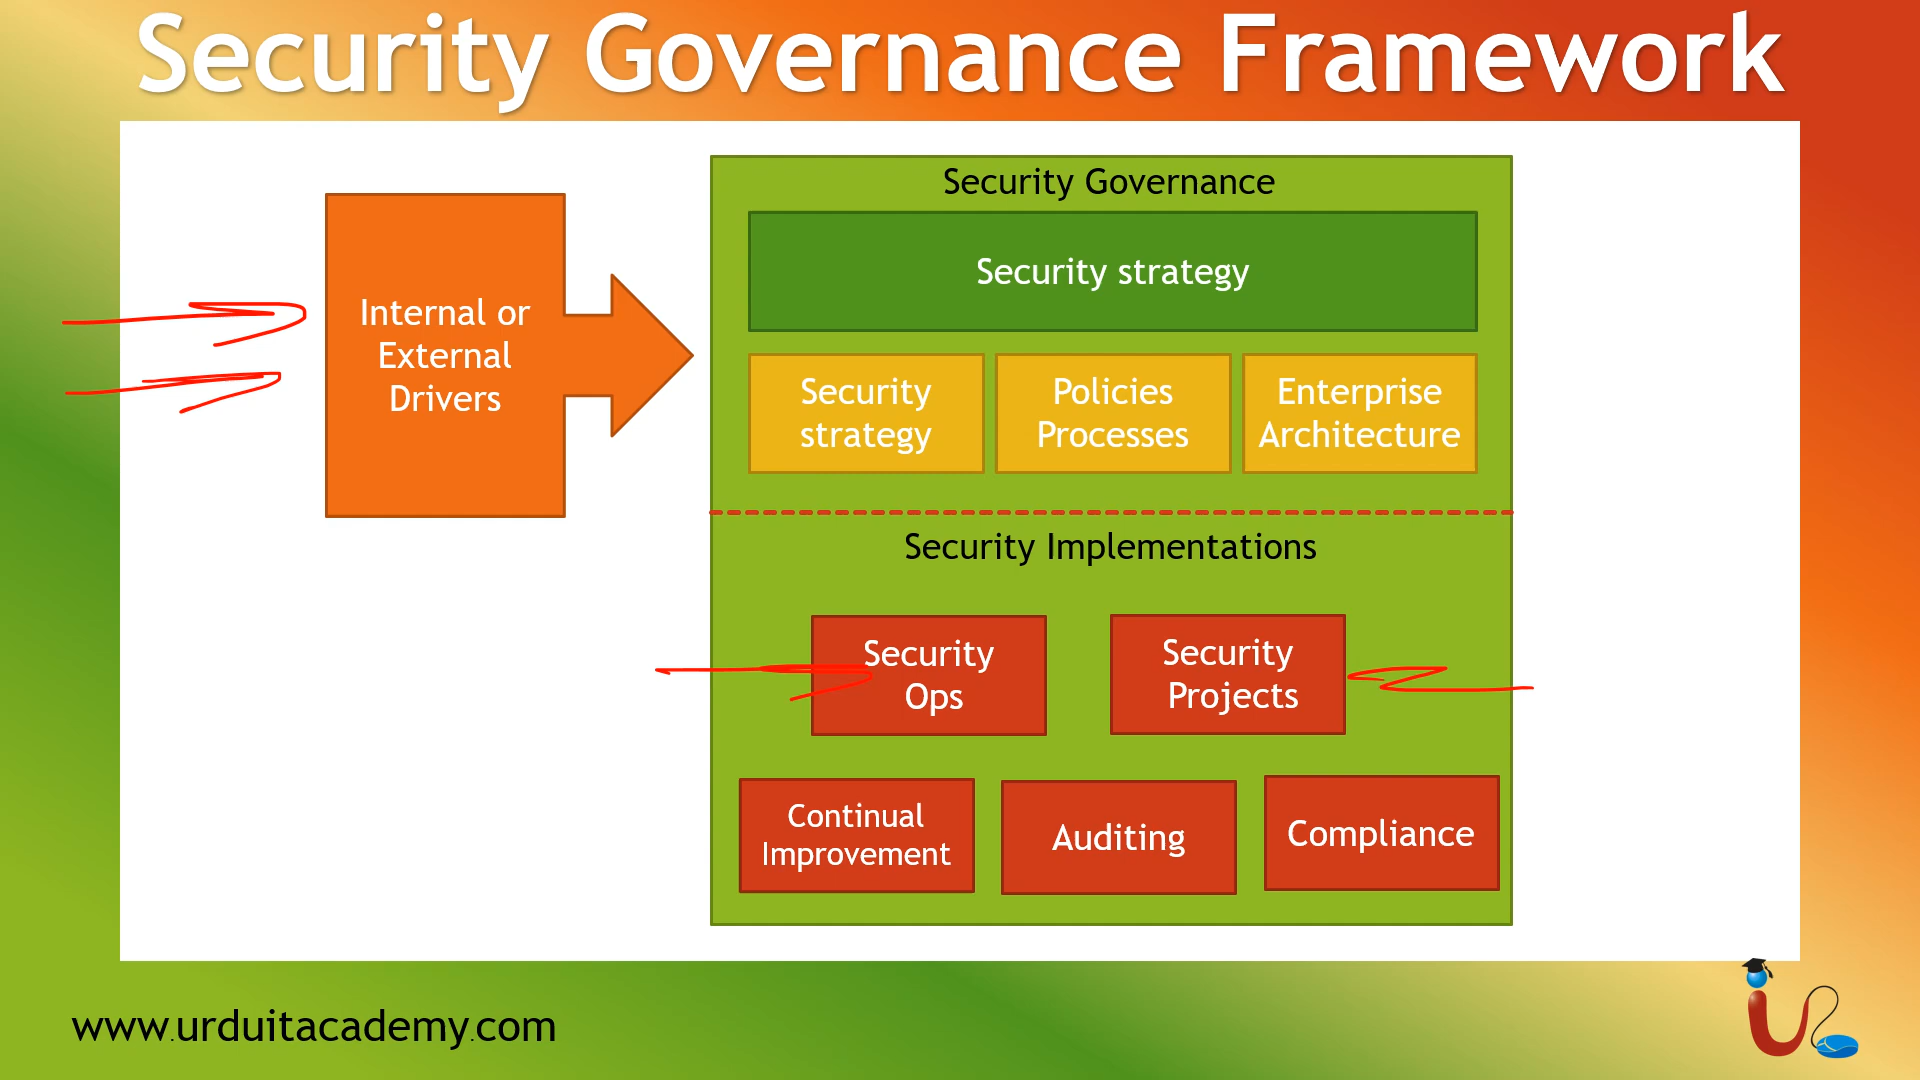 Security Governance Framework
Internal or
External
Drivers
Security Governance
Security strategy
Security
strategy
Policies
Processes
Enterprise
Architecture
Security Implementations
Security
Ops
Security
Projects
Continual
Improvement
Auditing
Compliance
www.urduitacademy.com